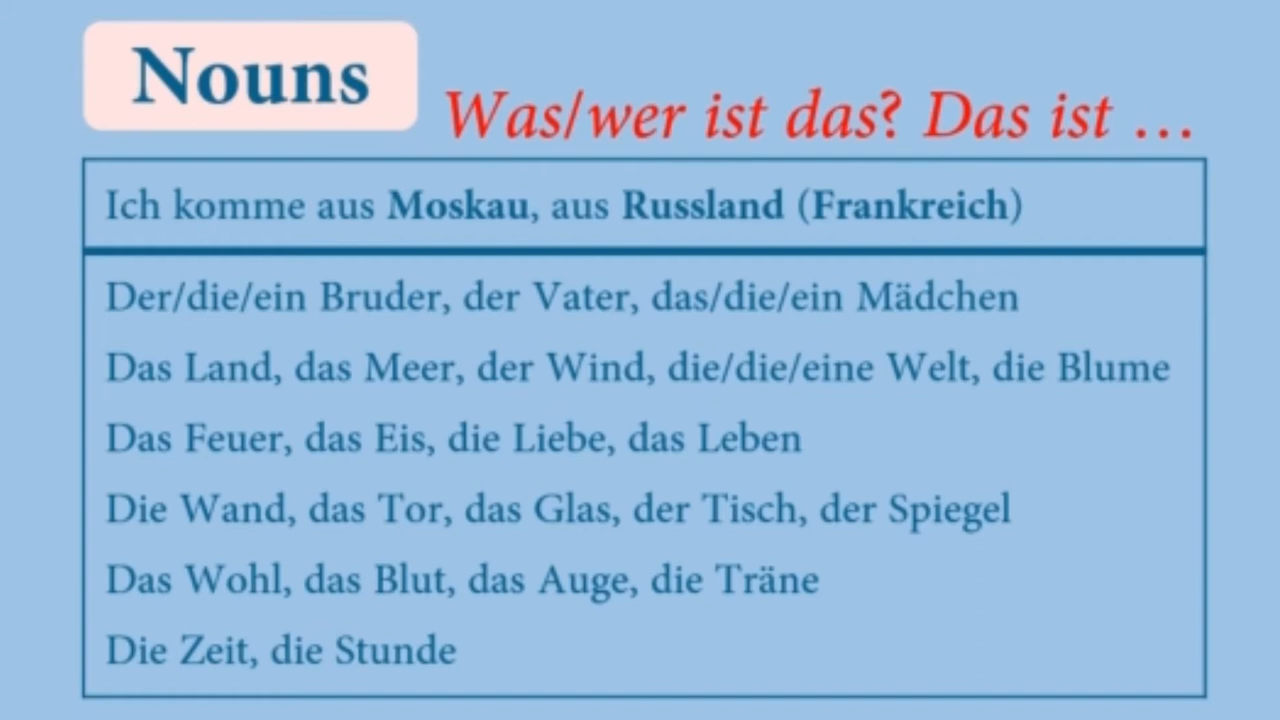 Nouns
Was/wer ist das? Das ist …
Ich komme aus Moskau, aus Russland (Frankreich)
Der/die/ein Bruder, der Vater, das/die/ein Mädchen
Das Land, das Meer, der Wind, die/die/eine Welt, die Blume
Das Feuer, das Eis, die Liebe, das Leben
Die Wand, das Tor, das Glas, der Tisch, der Spiegel
Das Wohl, das Blut, das Auge, die Träne
Die Zeit, die Stunde